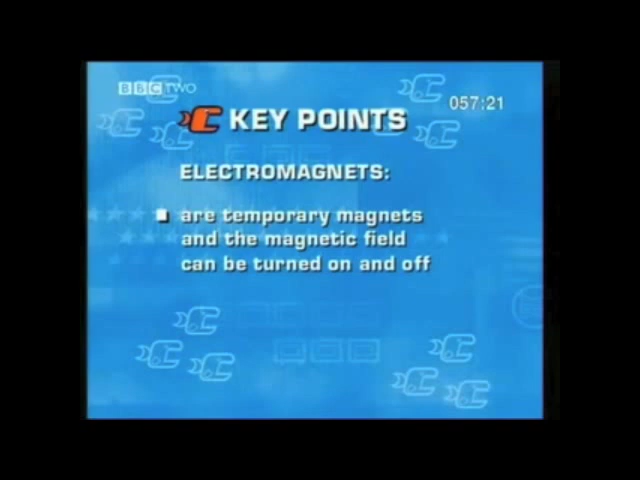 BBC TWO
057:21
KEY POINTS
ELECTROMAGNETS:
are temporary magnets
and the magnetic field
can be turned on and off